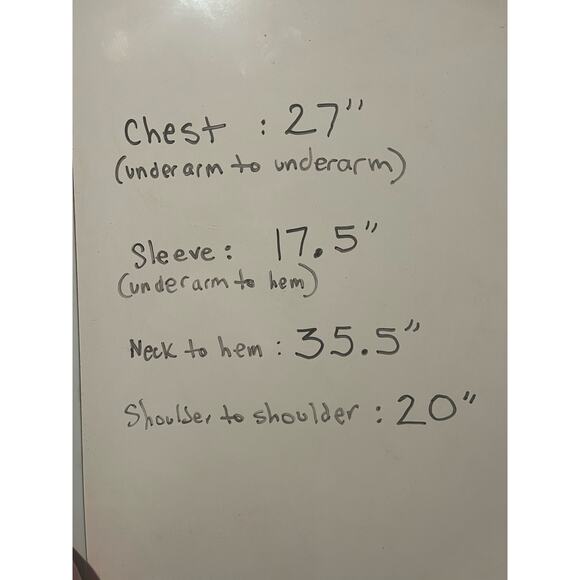 Chest : 27"
(underarm to underarm)
Sleeve : 17.5"
(underarm to hem)
Neck to hem : 35.5"
Shoulder to shoulder : 20"